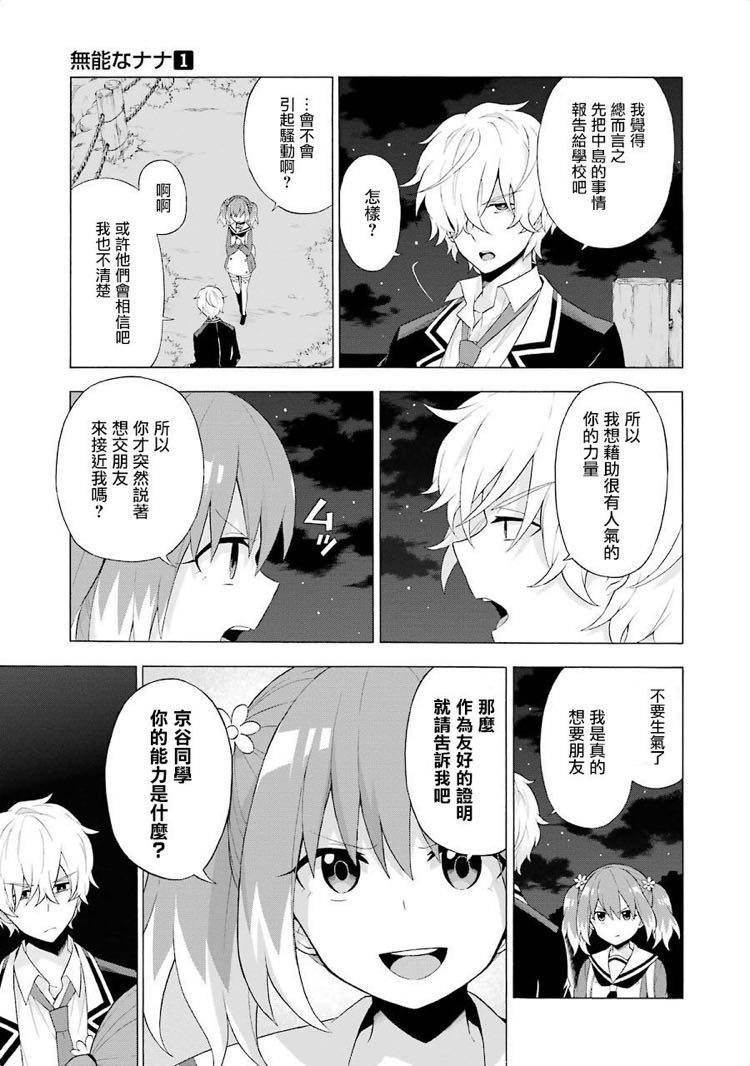 無能なナナ1
我覺得
總而言之
先把中島的事情
報告給學校吧
怎樣？
…會不會
引起騷動啊？
啊啊
或許他們會相信吧
我也不清楚
所以
我想藉助很有人氣的
你的力量
所以
你才突然説著
想交朋友
來接近我嗎？
ムッ
不要生氣了
我是真的
想要朋友
那麼
作為友好的證明
就請告訴我吧
京谷同學
你的能力是什麼？